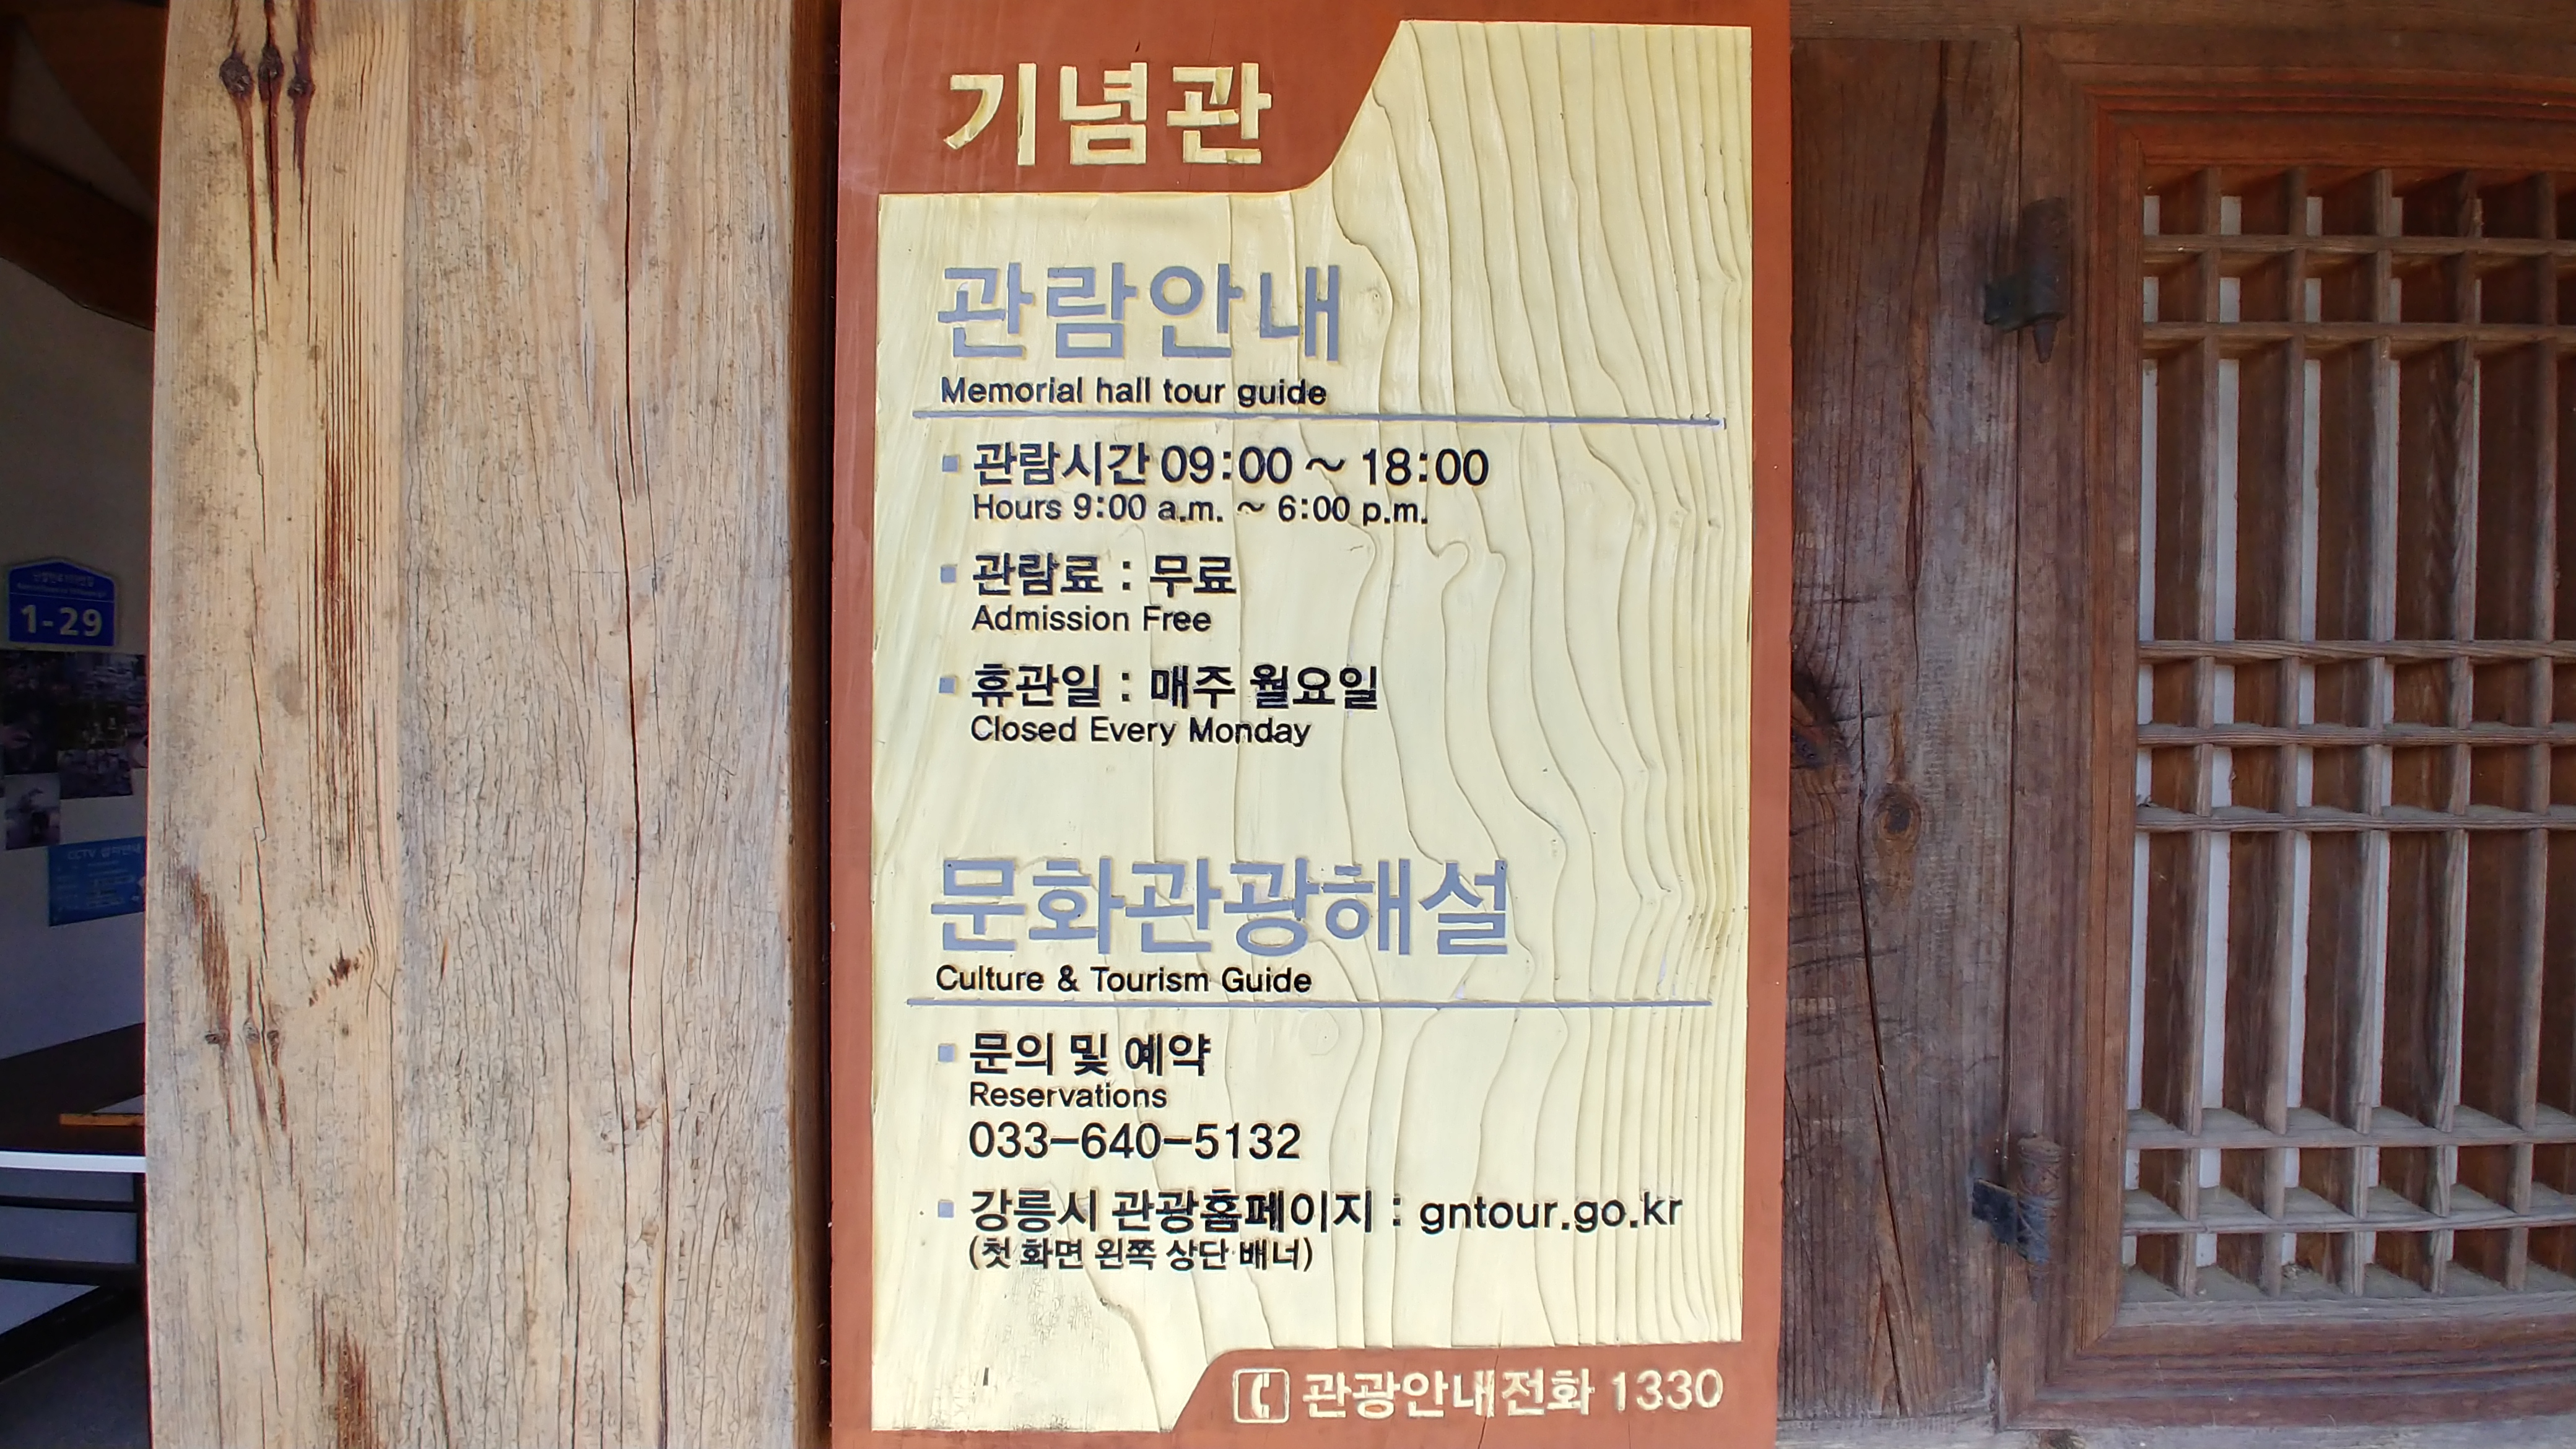 기념관
관람안내
Memorial hall tour guide
관람시간 09:00 ~ 18:00
Hours 9:00 a.m. ~ 6:00 p.m.
관람료 : 무료
Admission Free
휴관일 : 매주 월요일
Closed Every Monday
문화관광해설
Culture & Tourism Guide
문의 및 예약
Reservations
033-640-5132
강릉시 관광홈페이지 : gntour.go.kr
(첫 화면 왼쪽 상단 배너)
관광안내전화 1330
1-29
CCTV